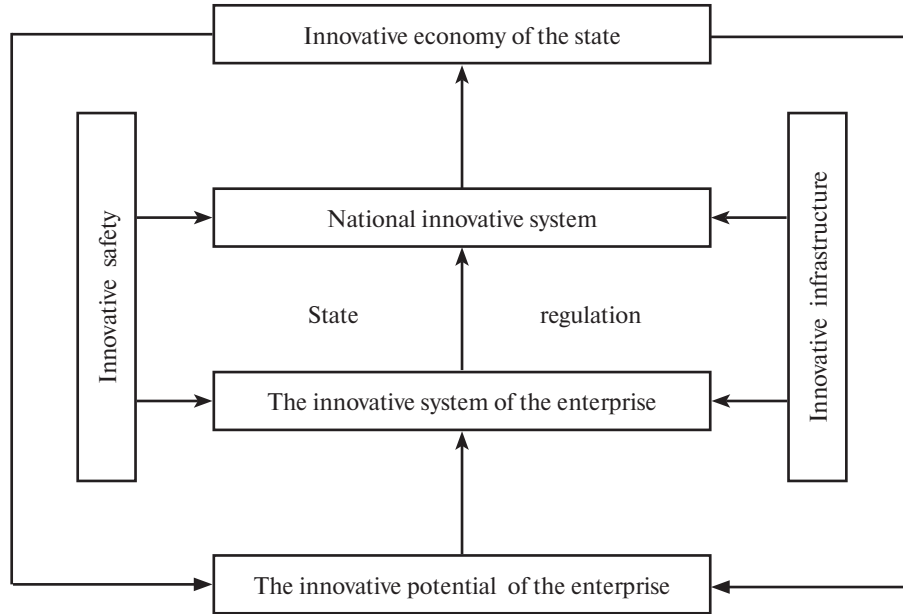 Innovative economy of the state
Innovative safety
National innovative system
Innovative infrastructure
State regulation
The innovative system of the enterprise
The innovative potential of the enterprise